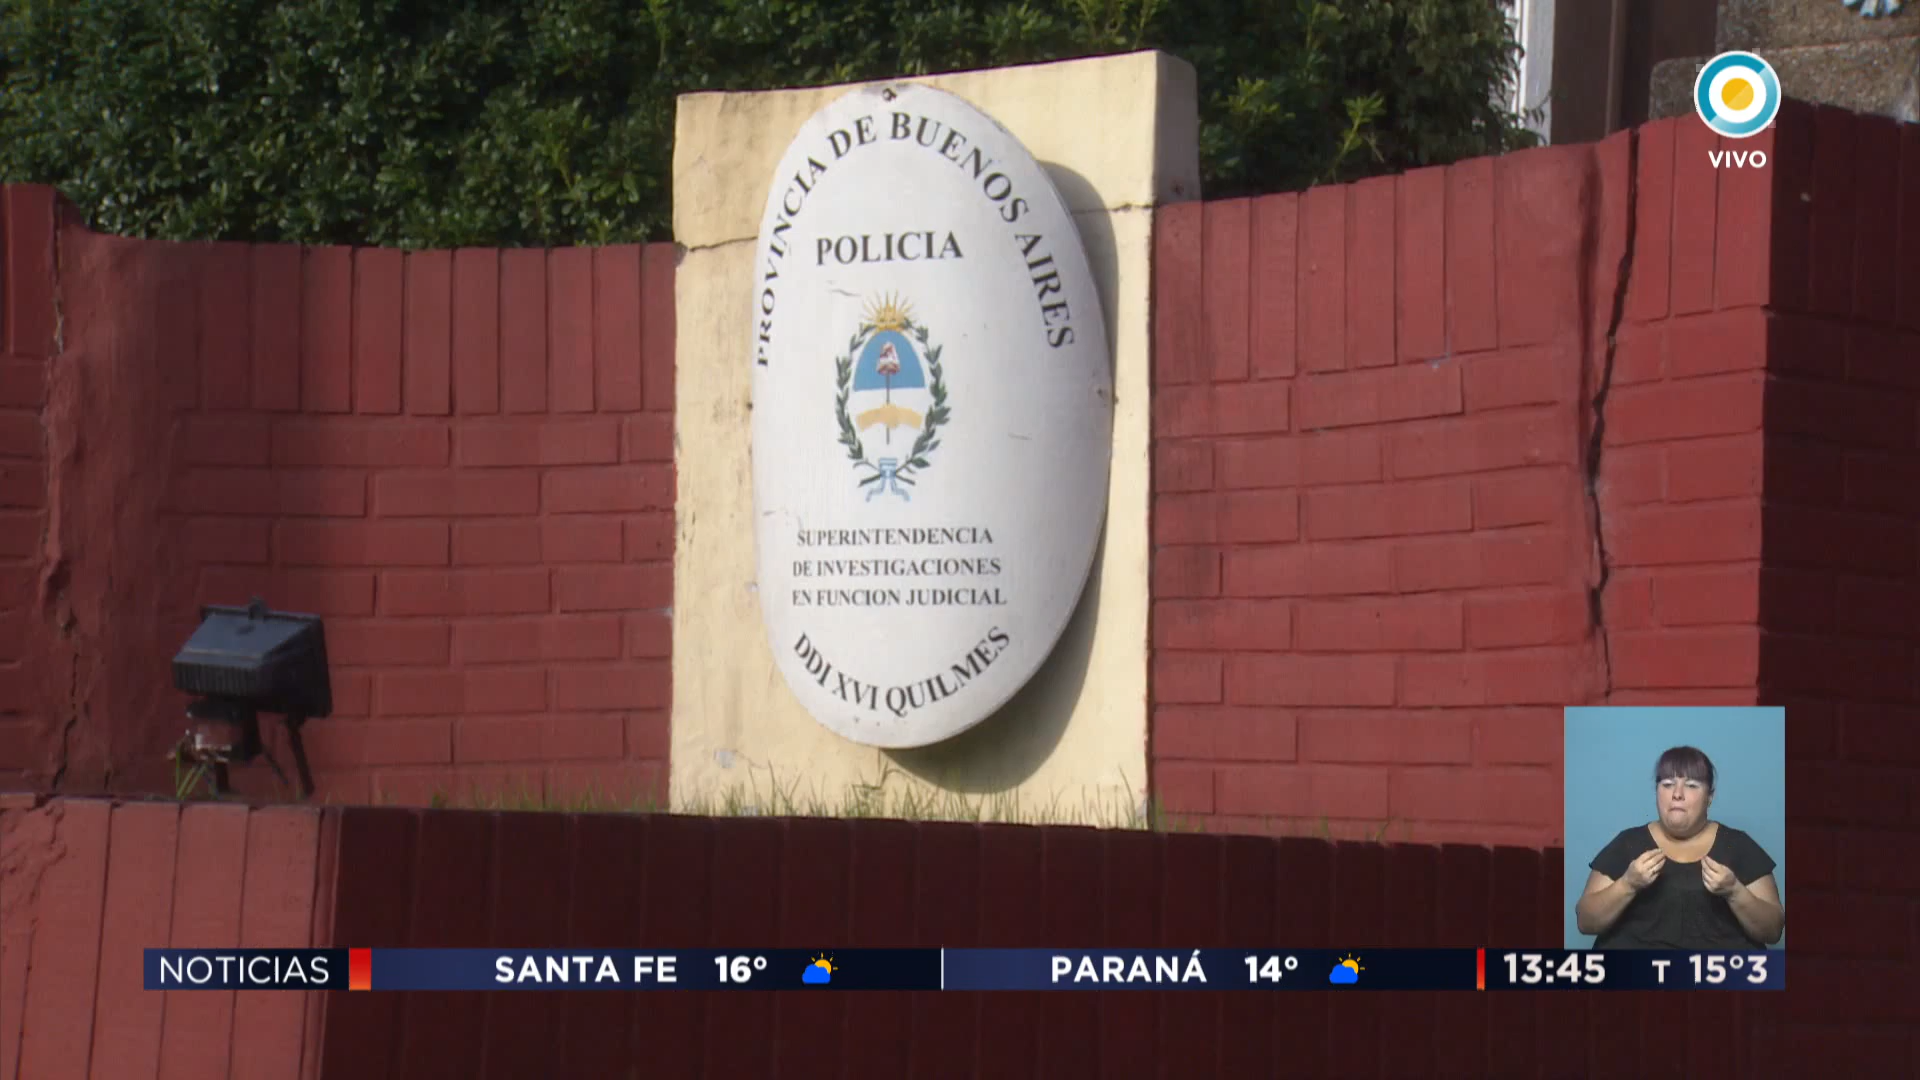 VIVO
PROVINCIA DE BUENOS AIRES
POLICIA
SUPERINTENDENCIA
DE INVESTIGACIONES
EN FUNCION JUDICIAL
DDI XVI QUILMES
NOTICIAS SANTA FE 16° PARANÁ 14° 13:45 T 15°3